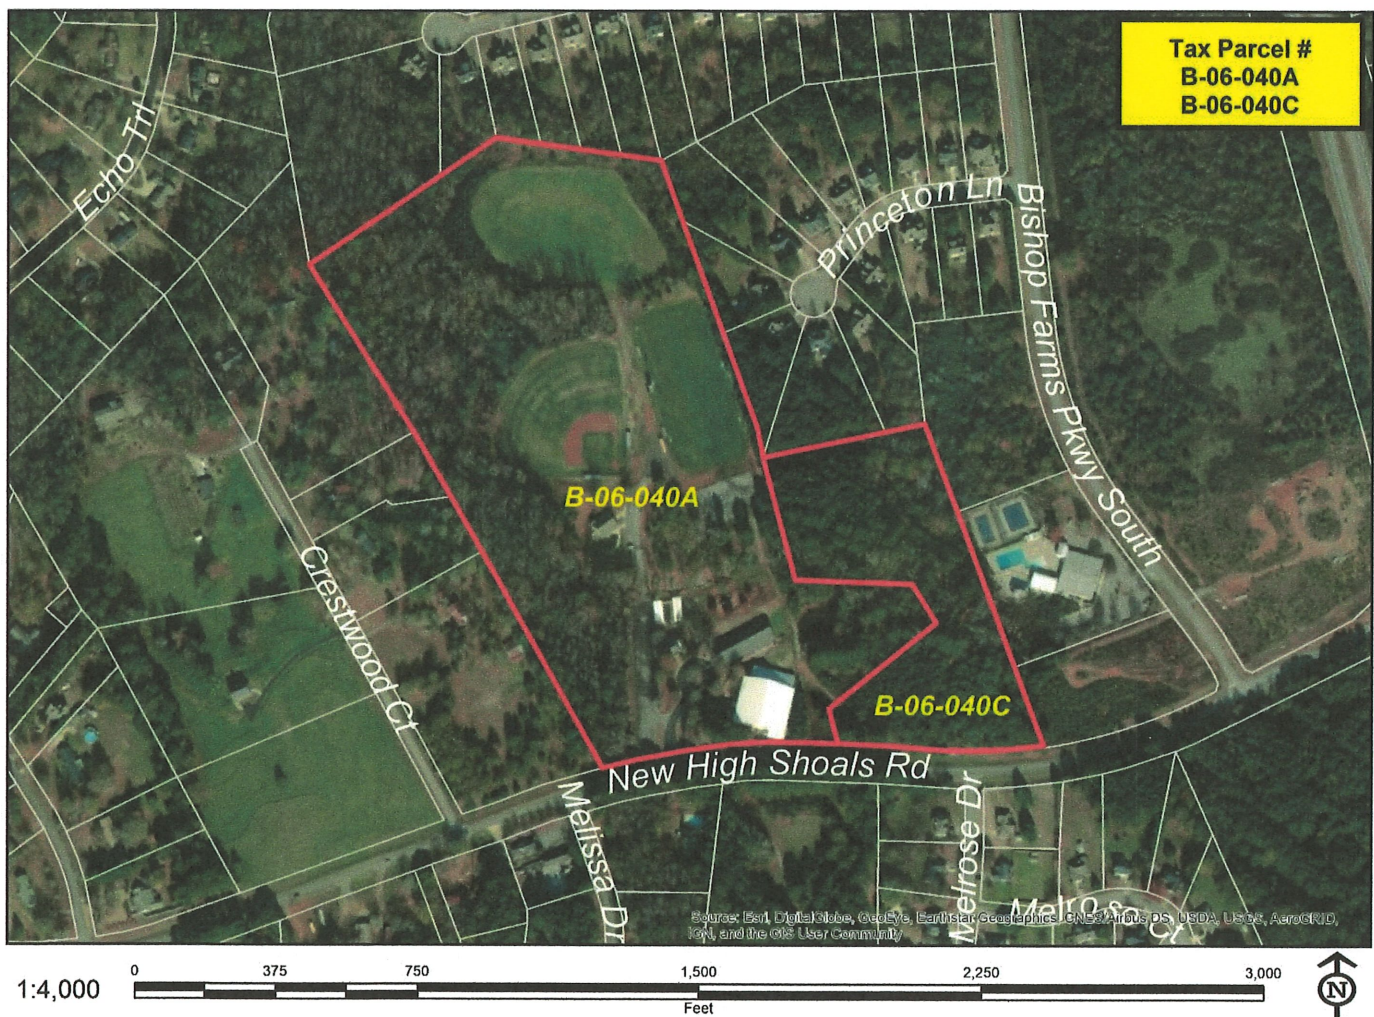 Tax Parcel #
B-06-040A
B-06-040C
Echo Trl
Princeton Ln
Bishop Farms Pkwy South
B-06-040A
Crestwood Ct
B-06-040C
New High Shoals Rd
Melissa Dr
Melrose Dr
Melrose Ct
Source: Esri, DigitalGlobe, GeoEye, Earthstar Geographics, CNES/Airbus DS, USDA, USGS, AeroGRID,
IGN, and the GIS User Community
1:4,000
0 375 750 1,500 2,250 3,000
Feet
N